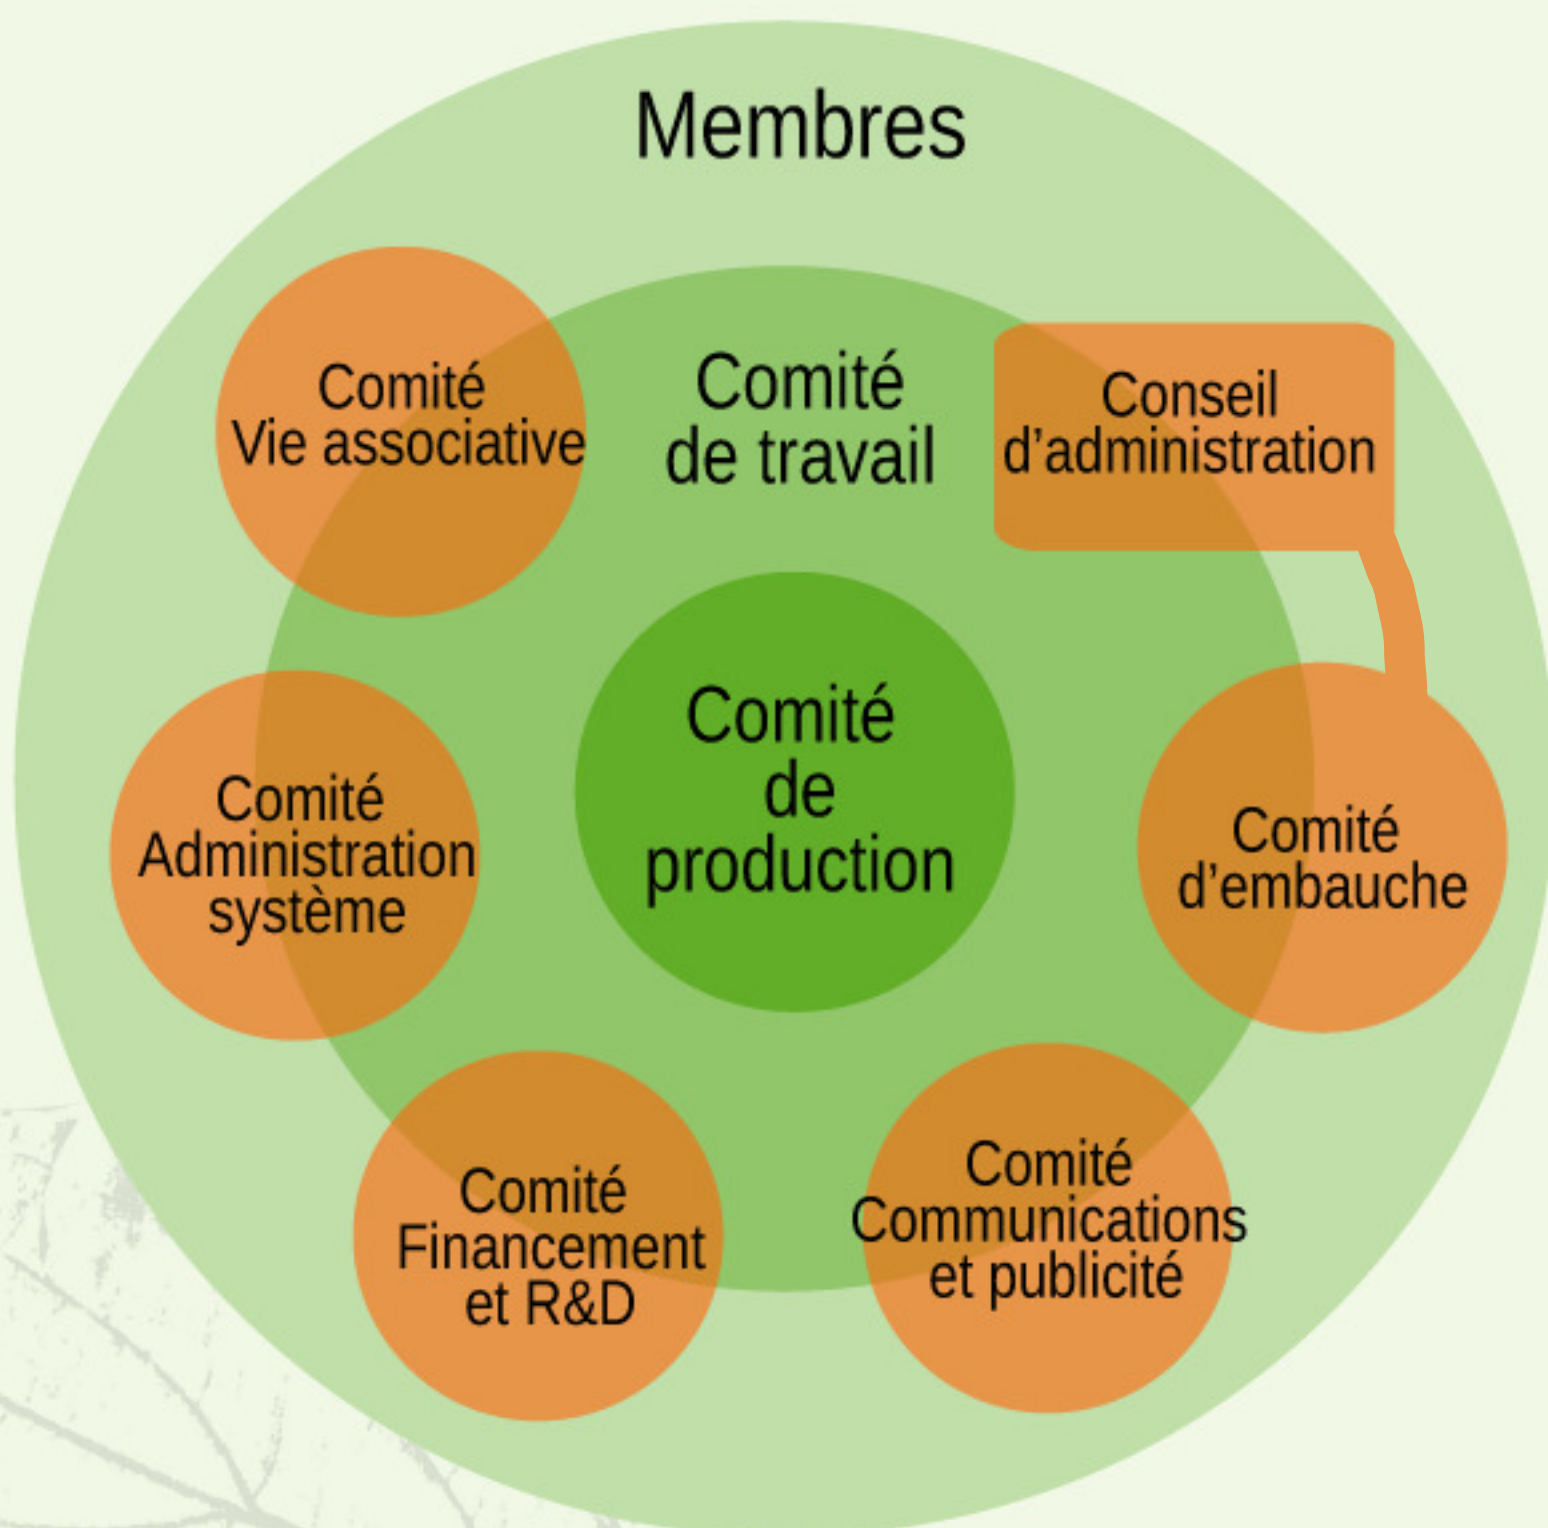 Membres
Comité
Vie associative
Comité
de travail
Conseil
d’administration
Comité
de
production
Comité
Administration
système
Comité
d’embauche
Comité
Financement
et R&D
Comité
Communications
et publicité